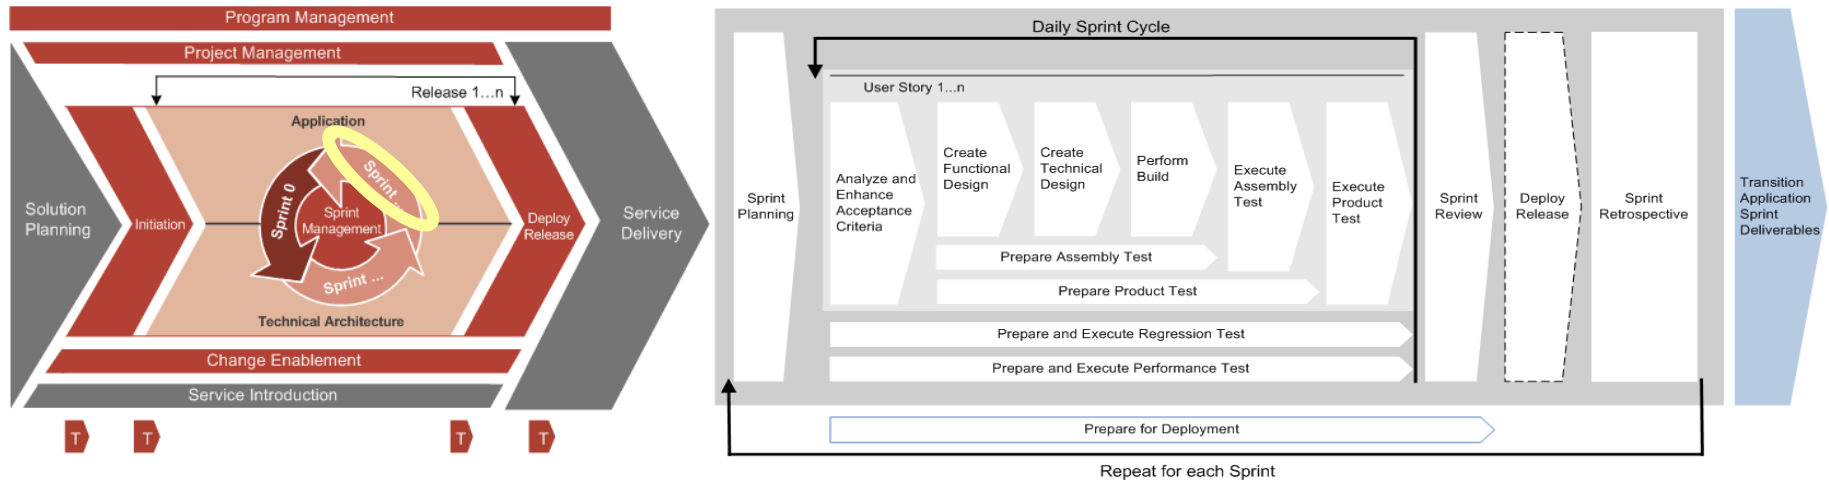 Program Management
Project Management
Release 1...n
Application
Solution
Planning
Initiation
Sprint 0
Sprint ...
Sprint
Management
Sprint ...
Technical Architecture
Deploy
Release
Service
Delivery
Change Enablement
Service Introduction
T
T
T
T
Daily Sprint Cycle
User Story 1...n
Sprint
Planning
Analyze and
Enhance
Acceptance
Criteria
Create
Functional
Design
Create
Technical
Design
Perform
Build
Execute
Assembly
Test
Execute
Product
Test
Prepare Assembly Test
Prepare Product Test
Prepare and Execute Regression Test
Prepare and Execute Performance Test
Sprint
Review
Deploy
Release
Sprint
Retrospective
Transition
Application
Sprint
Deliverables
Prepare for Deployment
Repeat for each Sprint